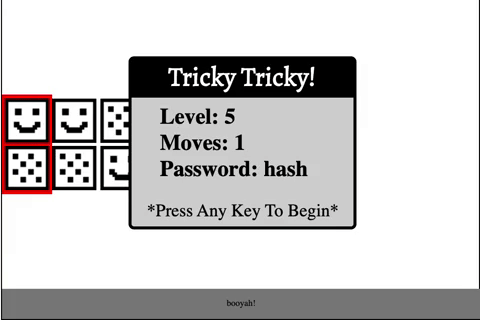 Tricky Tricky!
Level: 5
Moves: 1
Password: hash
*Press Any Key To Begin*
booyah!